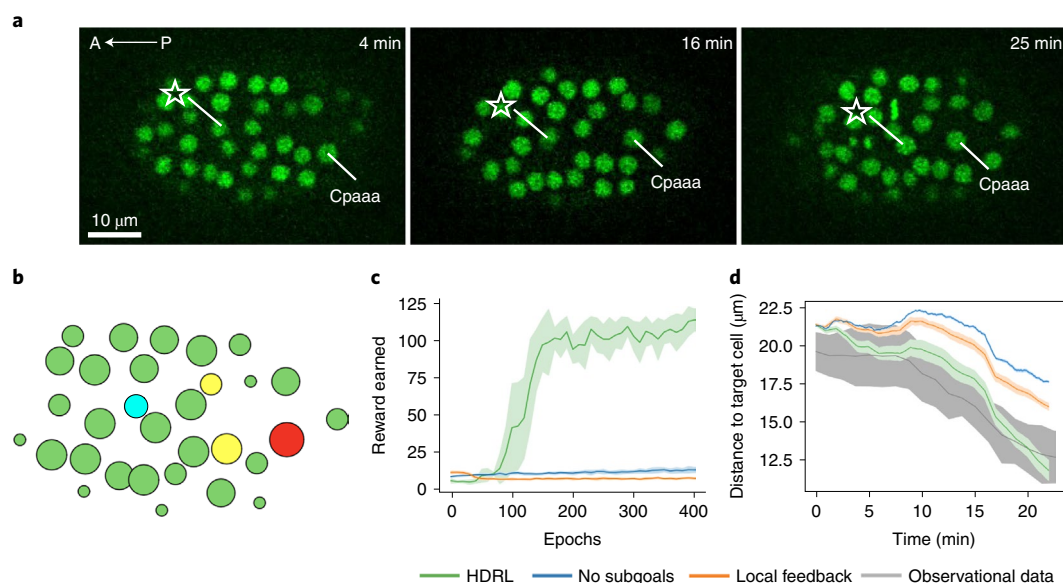 a
A P
4 min
16 min
25 min
Cpaaa
Cpaaa
Cpaaa
10 μm
b
c
d
Reward earned
125
100
75
50
25
0
0 100 200 300 400
Epochs
Distance to target cell (μm)
22.5
20.0
17.5
15.0
12.5
0 5 10 15 20
Time (min)
HDRL No subgoals Local feedback Observational data